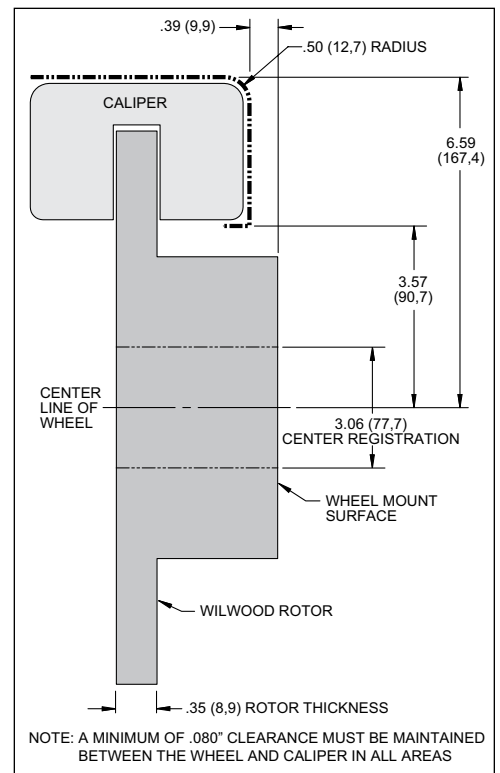 .39 (9,9)
.50 (12,7) RADIUS
CALIPER
6.59
(167,4)
3.57
(90,7)
CENTER
LINE OF
WHEEL
3.06 (77,7)
CENTER REGISTRATION
WHEEL MOUNT
SURFACE
WILWOOD ROTOR
.35 (8,9) ROTOR THICKNESS
NOTE: A MINIMUM OF .080" CLEARANCE MUST BE MAINTAINED
BETWEEN THE WHEEL AND CALIPER IN ALL AREAS